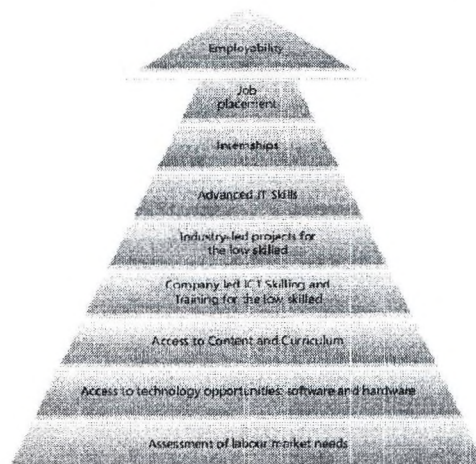 Employability
Job
placement
Internships
Advanced IT Skills
Industry-led projects for
the low skilled
Company led ICT Skilling and
Training for the low skilled
Access to Content and Curriculum
Access to technology opportunities: software and hardware
Assessment of labour market needs